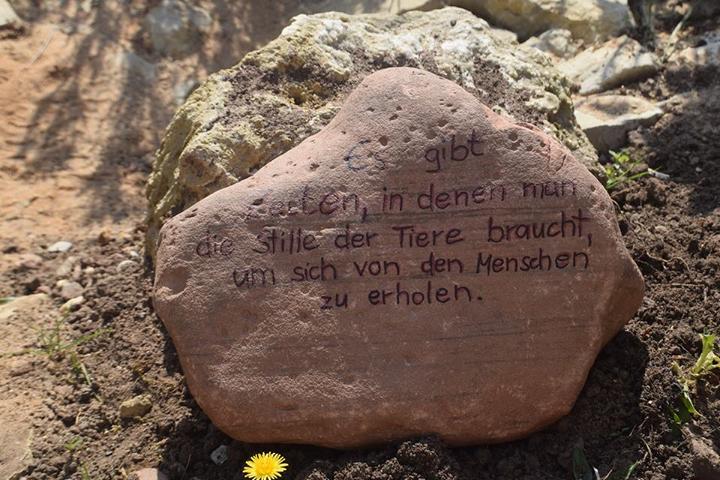 Es gibt
Zeiten, in denen man
die Stille der Tiere braucht,
um sich von den Menschen
zu erholen.